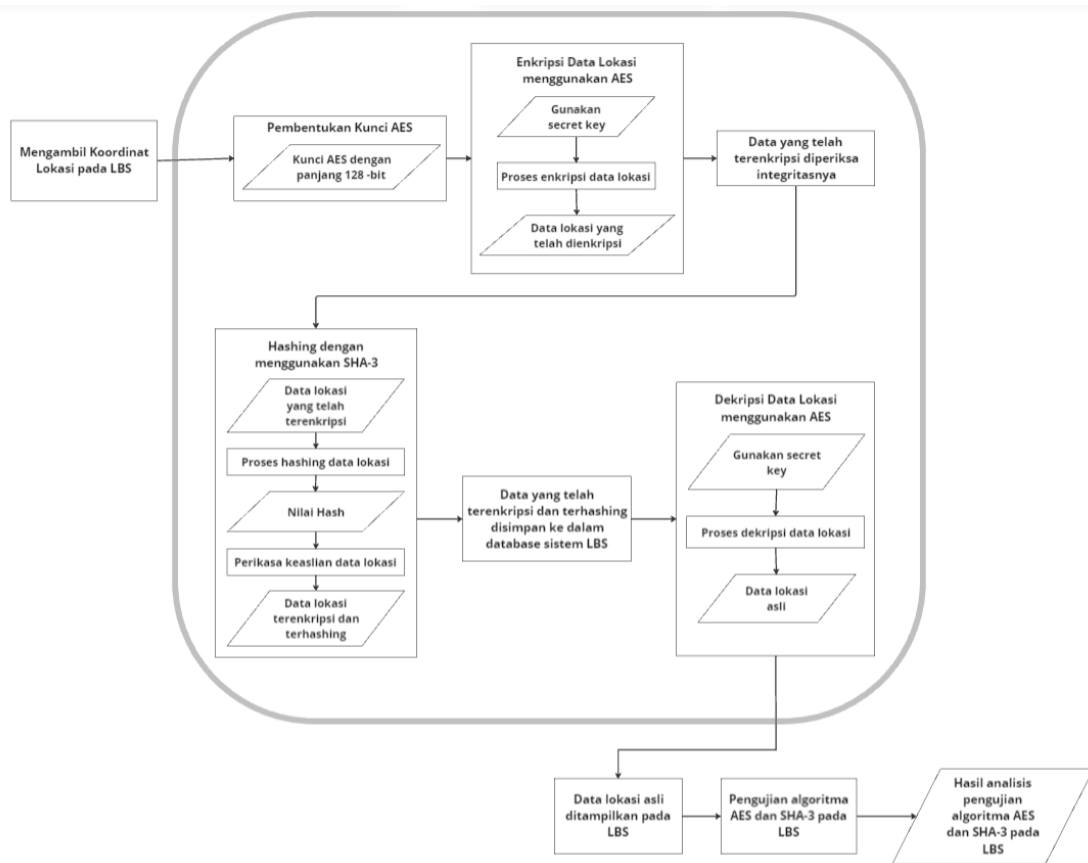 Mengambil Koordinat
Lokasi pada LBS
Pembentukan Kunci AES
Kunci AES dengan
panjang 128 -bit
Enkripsi Data Lokasi
menggunakan AES
Gunakan
secret key
Proses enkripsi data lokasi
Data lokasi yang
telah dienkripsi
Data yang telah
terenkripsi diperiksa
integritasnya
Hashing dengan
menggunakan SHA-3
Data lokasi
yang telah
terenkripsi
Proses hashing data lokasi
Nilai Hash
Perikasa keaslian data lokasi
Data lokasi
terenkripsi dan
terhashing
Data yang telah
terenkripsi dan terhashing
disimpan ke dalam
database sistem LBS
Dekripsi Data Lokasi
menggunakan AES
Gunakan secret
key
Proses dekripsi data lokasi
Data lokasi
asli
Data lokasi asli
ditampilkan pada
LBS
Pengujian algoritma
AES dan SHA-3 pada
LBS
Hasil analisis
pengujian
algoritma AES
dan SHA-3 pada
LBS